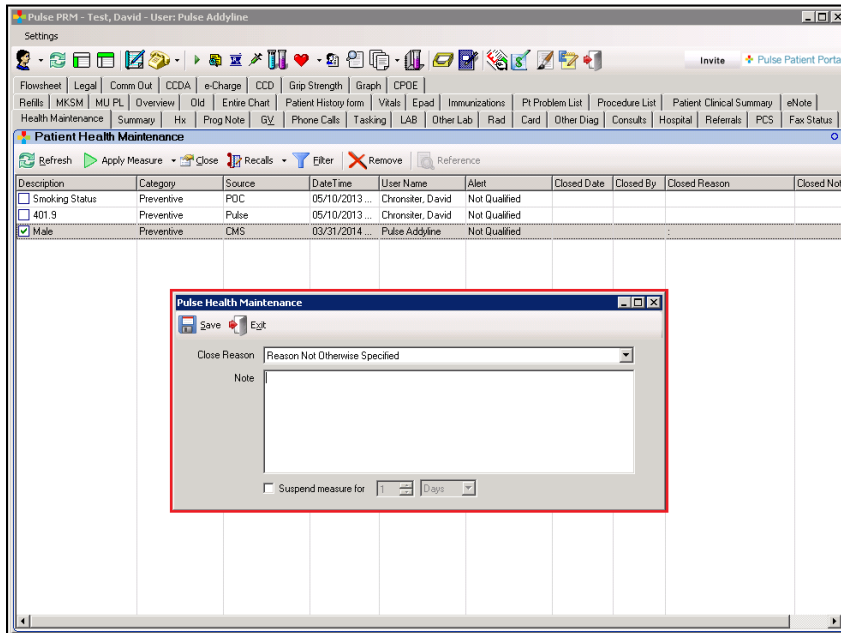 Pulse PRM - Test, David - User: Pulse Addyline
Settings
Invite Pulse Patient Porta
Flowsheet Legal Comm Out CCDA e-Charge CCD Grip Strength Graph CPOE
Refills MKSM MU PL Overview Old Entire Chart Patient History form Vitals Epad Immunizations Pt Problem List Procedure List Patient Clinical Summary eNote
Health Maintenance Summary Hx Prog Note GV Phone Calls Tasking LAB Other Lab Rad Card Other Diag Consults Hospital Referrals PCS Fax Status
Patient Health Maintenance
Refresh Apply Measure Close Recalls Filter Remove Reference
Description Category Source DateTime User Name Alert Closed Date Closed By Closed Reason Closed Not
Smoking Status Preventive POC 05/10/2013 ... Chronsiter, David Not Qualified
401.9 Preventive Pulse 05/10/2013 ... Chronsiter, David Not Qualified
Male Preventive CMS 03/31/2014 ... Pulse Addyline Not Qualified :
Pulse Health Maintenance
Save Exit
Close Reason Reason Not Otherwise Specified
Note
Suspend measure for 1 Days